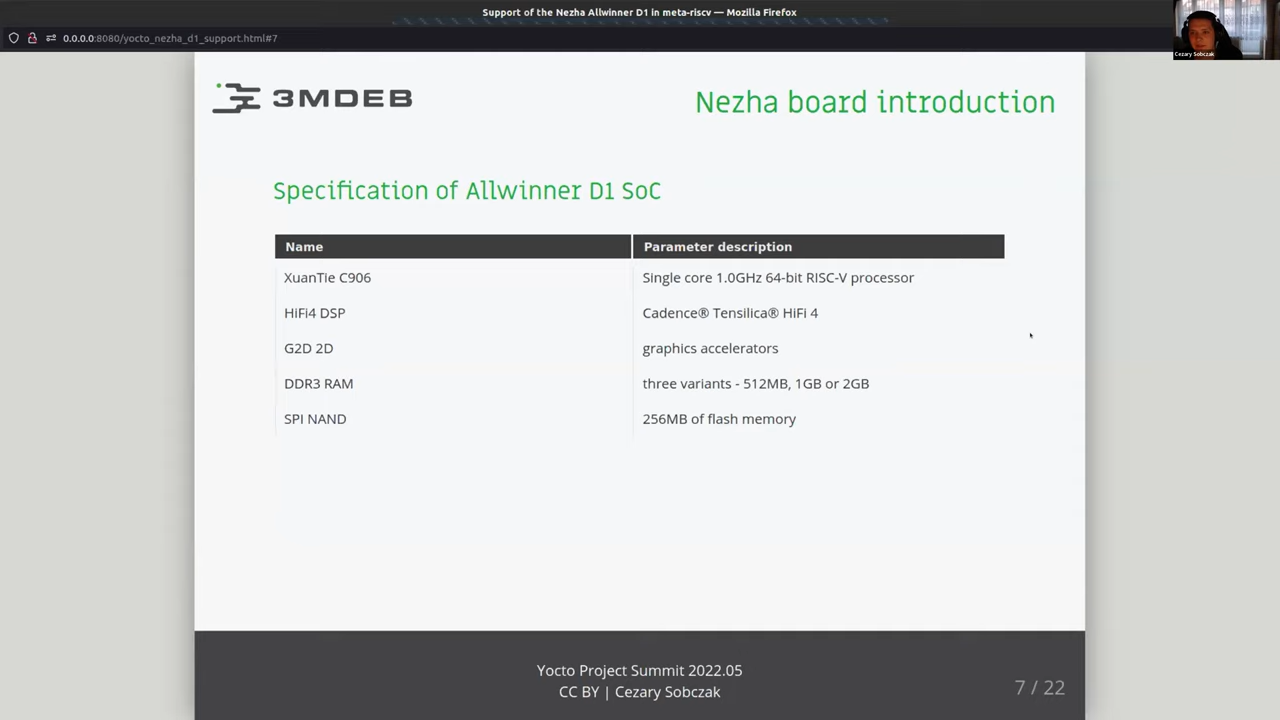 Support of the Nezha Allwinner D1 in meta-riscv — Mozilla Firefox
0.0.0.0:8080/yocto_nezha_d1_support.html#7
Cezary Sobczak
3MDEB
Nezha board introduction
Specification of Allwinner D1 SoC
Name Parameter description
XuanTie C906 Single core 1.0GHz 64-bit RISC-V processor
HiFi4 DSP Cadence® Tensilica® HiFi 4
G2D 2D graphics accelerators
DDR3 RAM three variants - 512MB, 1GB or 2GB
SPI NAND 256MB of flash memory
Yocto Project Summit 2022.05
CC BY | Cezary Sobczak
7 / 22